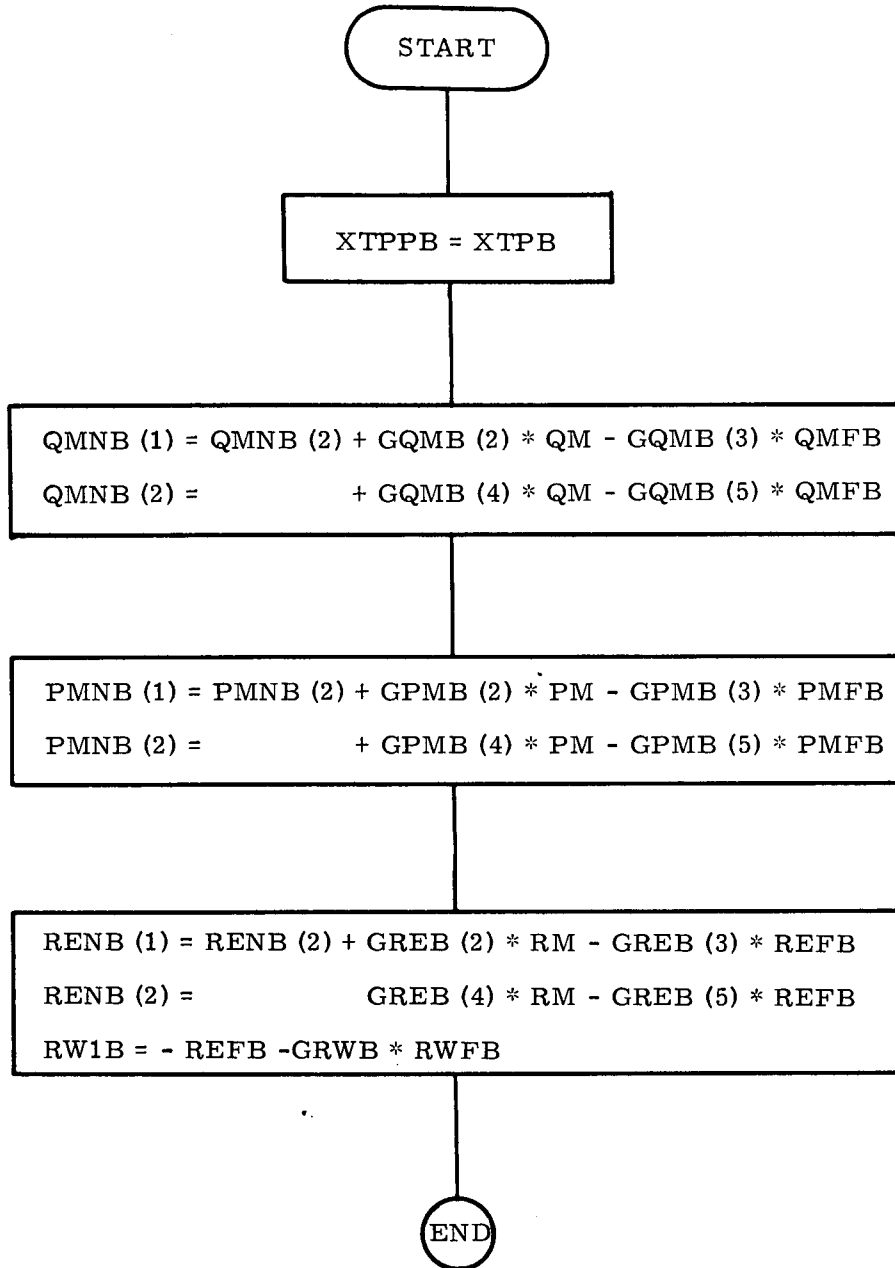 START
XTPPB = XTPB
QMNB (1) = QMNB (2) + GQMB (2) * QM - GQMB (3) * QMFB
QMNB (2) = + GQMB (4) * QM - GQMB (5) * QMFB
PMNB (1) = PMNB (2) + GPMB (2) * PM - GPMB (3) * PMFB
PMNB (2) = + GPMB (4) * PM - GPMB (5) * PMFB
RENB (1) = RENB (2) + GREB (2) * RM - GREB (3) * REFB
RENB (2) = GREB (4) * RM - GREB (5) * REFB
RW1B = - REFB -GRWB * RWFB
END